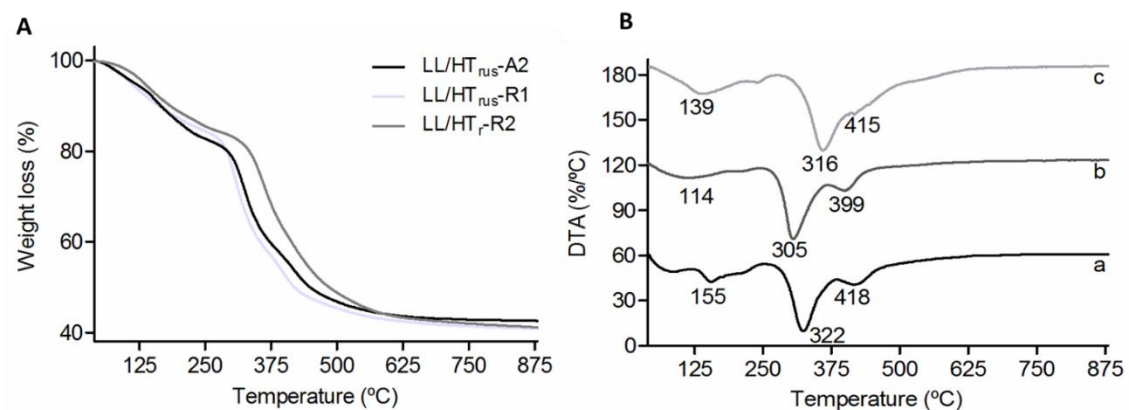 A
100
80
60
40
Weight loss (%)
LL/HTrus-A2
LL/HTrus-R1
LL/HTr-R2
125 250 375 500 625 750 875
Temperature (ºC)
B
180
150
120
90
60
30
0
DTA (%/ºC)
c
139
316
415
b
114
305
399
a
155
322
418
125 250 375 500 625 750 875
Temperature (ºC)